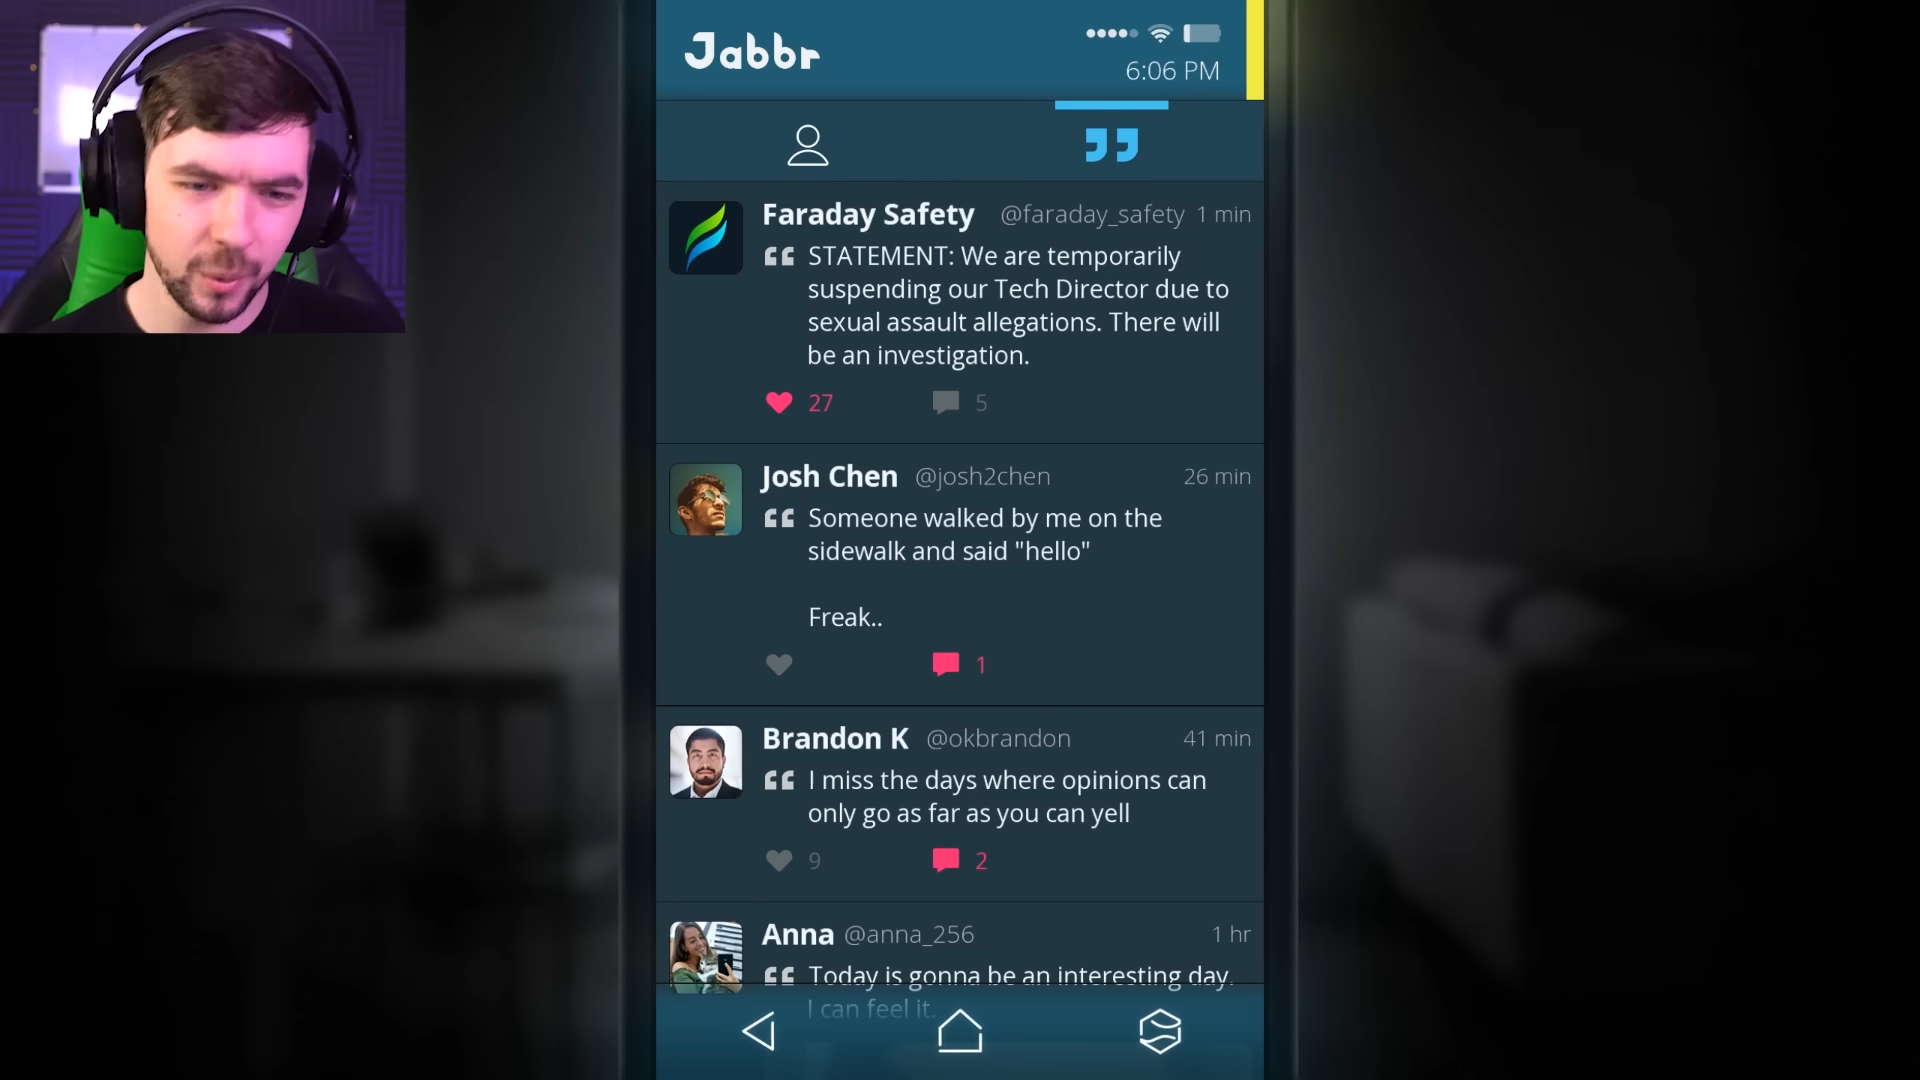 Jabbr
6:06 PM
Faraday Safety @faraday_safety 1 min
STATEMENT: We are temporarily
suspending our Tech Director due to
sexual assault allegations. There will
be an investigation.
27 5
Josh Chen @josh2chen 26 min
Someone walked by me on the
sidewalk and said "hello"
Freak..
1
Brandon K @okbrandon 41 min
I miss the days where opinions can
only go as far as you can yell
9 2
Anna @anna_256 1 hr
Today is gonna be an interesting day.
I can feel it.